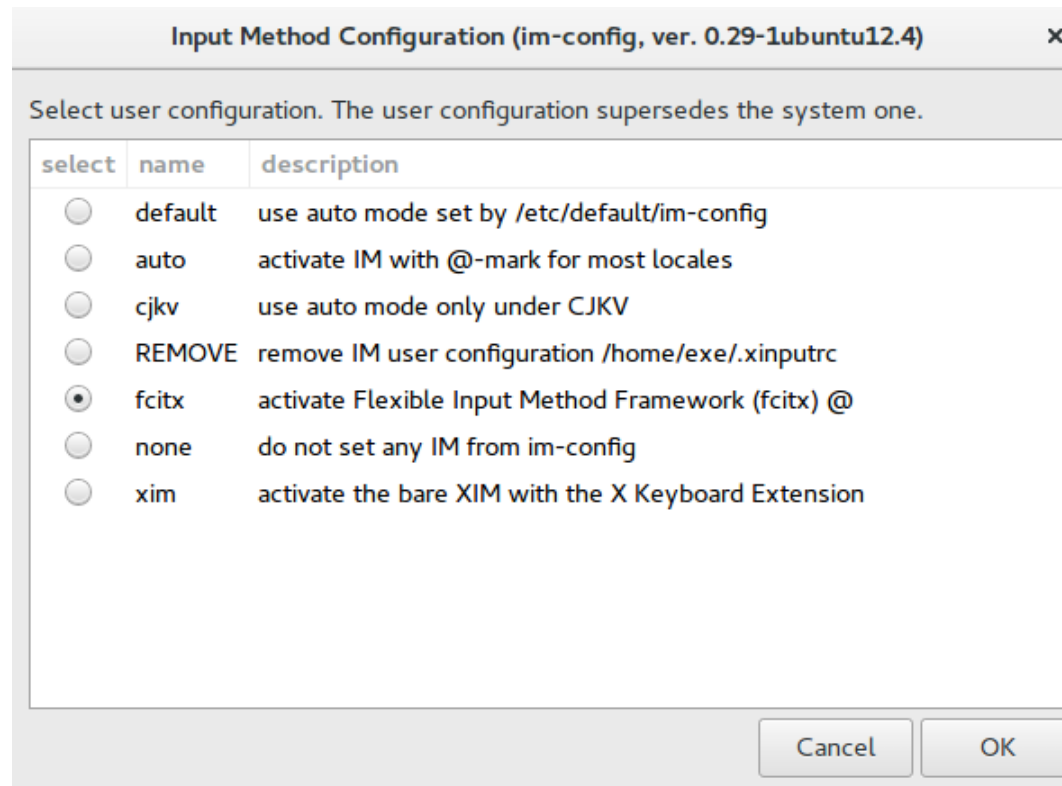 Input Method Configuration (im-config, ver. 0.29-1ubuntu12.4)
Select user configuration. The user configuration supersedes the system one.
select name description
default use auto mode set by /etc/default/im-config
auto activate IM with @-mark for most locales
cjkv use auto mode only under CJKV
REMOVE remove IM user configuration /home/exe/.xinputrc
fcitx activate Flexible Input Method Framework (fcitx) @
none do not set any IM from im-config
xim activate the bare XIM with the X Keyboard Extension
Cancel OK